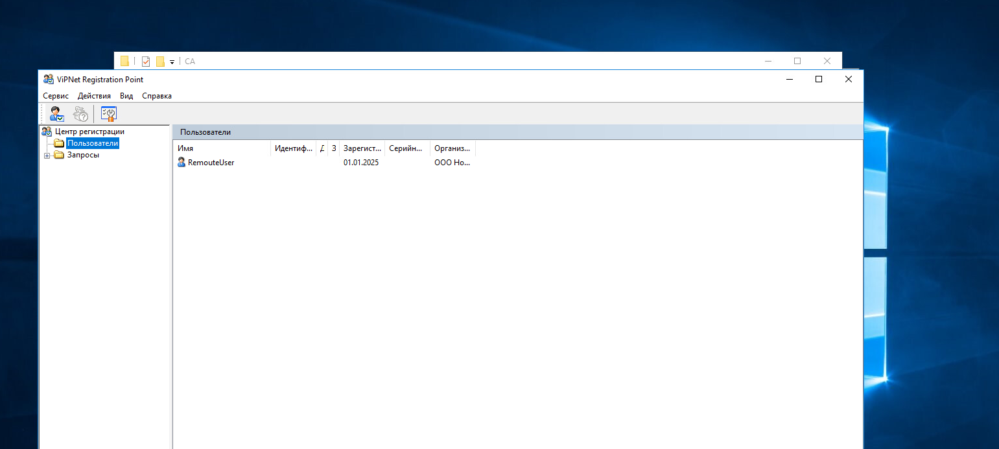 CA
ViPNet Registration Point
Сервис Действия Вид Справка
Центр регистрации
Пользователи
Запросы
Пользователи
Имя Идентиф... Д З Зарегист... Серийн... Организ...
RemouteUser 01.01.2025 ООО Но...